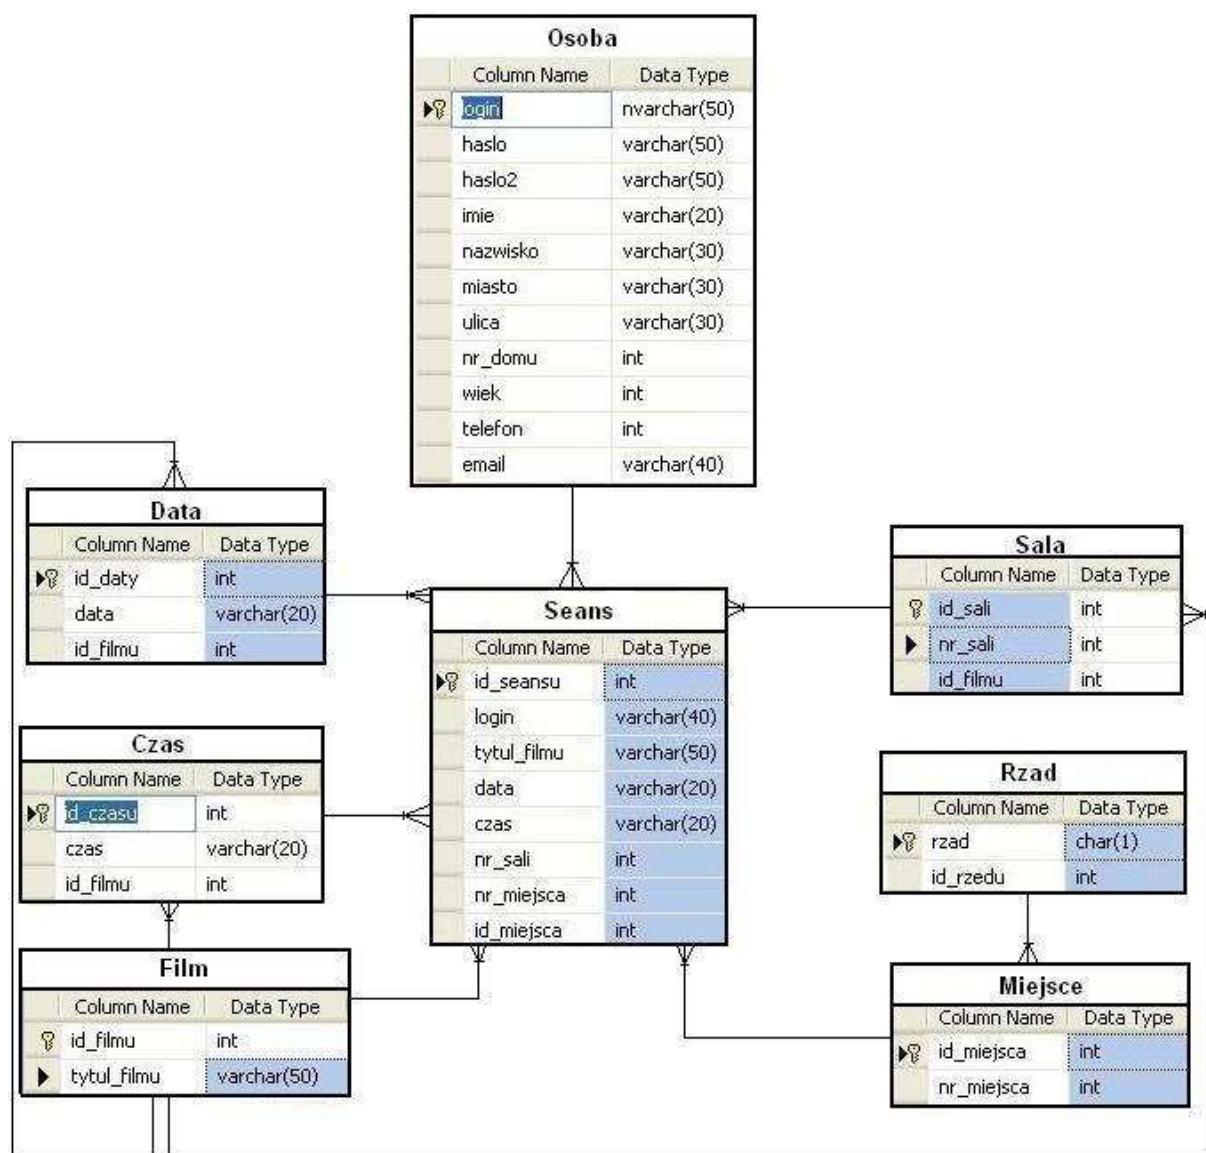 Osoba
Column Name Data Type
login nvarchar(50)
haslo varchar(50)
haslo2 varchar(50)
imie varchar(20)
nazwisko varchar(30)
miasto varchar(30)
ulica varchar(30)
nr_domu int
wiek int
telefon int
email varchar(40)
Data
Column Name Data Type
id_daty int
data varchar(20)
id_filmu int
Sala
Column Name Data Type
id_sali int
nr_sali int
id_filmu int
Seans
Column Name Data Type
id_seansu int
login varchar(40)
tytul_filmu varchar(50)
data varchar(20)
czas varchar(20)
nr_sali int
nr_miejsca int
id_miejsca int
Czas
Column Name Data Type
id_czasu int
czas varchar(20)
id_filmu int
Rzad
Column Name Data Type
rzad char(1)
id_rzedu int
Film
Column Name Data Type
id_filmu int
tytul_filmu varchar(50)
Miejsce
Column Name Data Type
id_miejsca int
nr_miejsca int